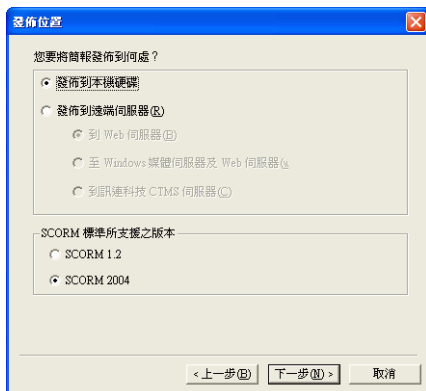 發佈位置
您要將簡報發佈到何處？
發佈到本機硬碟
發佈到遠端伺服器(R)
到 Web 伺服器(B)
至 Windows 媒體伺服器及 Web 伺服器(
到訊連科技 CTMS 伺服器(C)
SCORM 標準所支援之版本
SCORM 1.2
SCORM 2004
<上一步(B)
下一步(N)>
取消